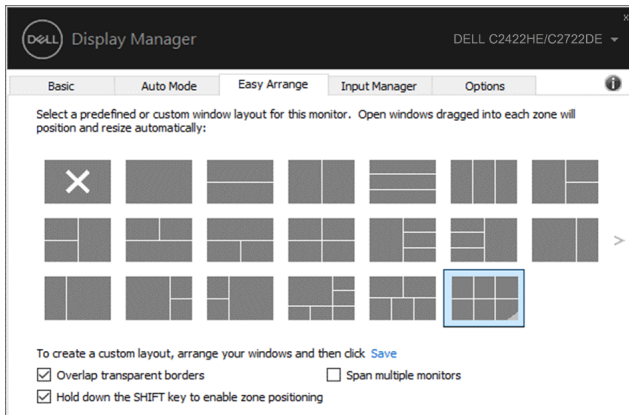 DELL Display Manager
DELL C2422HE/C2722DE
x
Basic Auto Mode Easy Arrange Input Manager Options
Select a predefined or custom window layout for this monitor. Open windows dragged into each zone will
position and resize automatically:
>
To create a custom layout, arrange your windows and then click Save
Overlap transparent borders Span multiple monitors
Hold down the SHIFT key to enable zone positioning